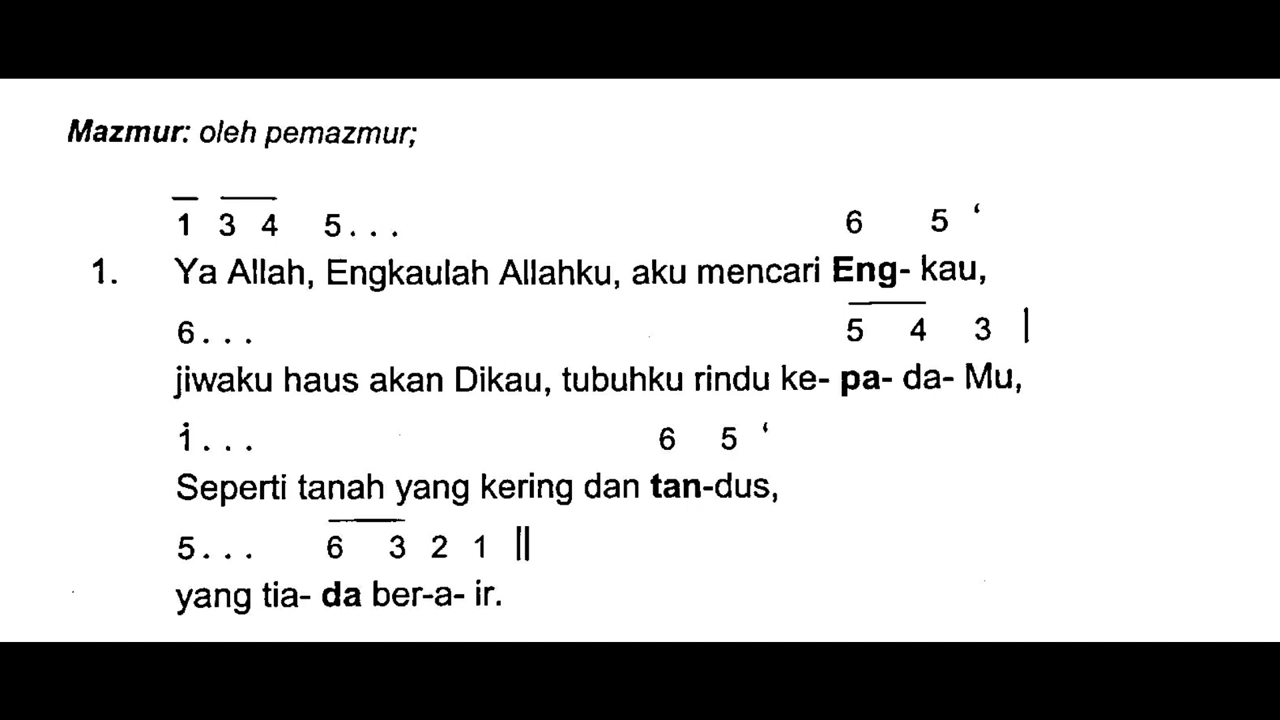 Mazmur: oleh pemazmur;
1 3 4 5... 6 5 ‘
1. Ya Allah, Engkaulah Allahku, aku mencari Eng- kau,
6... 5 4 3 |
jiwaku haus akan Dikau, tubuhku rindu ke- pa- da- Mu,
i... 6 5 ‘
Seperti tanah yang kering dan tan-dus,
5... 6 3 2 1 ||
yang tia- da ber-a- ir.